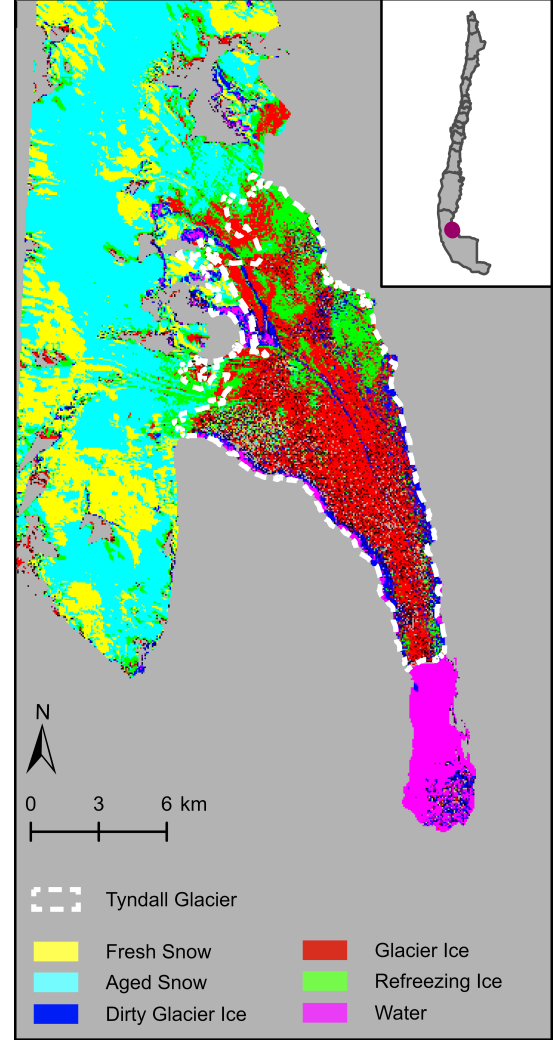 N
0 3 6 km
Tyndall Glacier
Fresh Snow Glacier Ice
Aged Snow Refreezing Ice
Dirty Glacier Ice Water